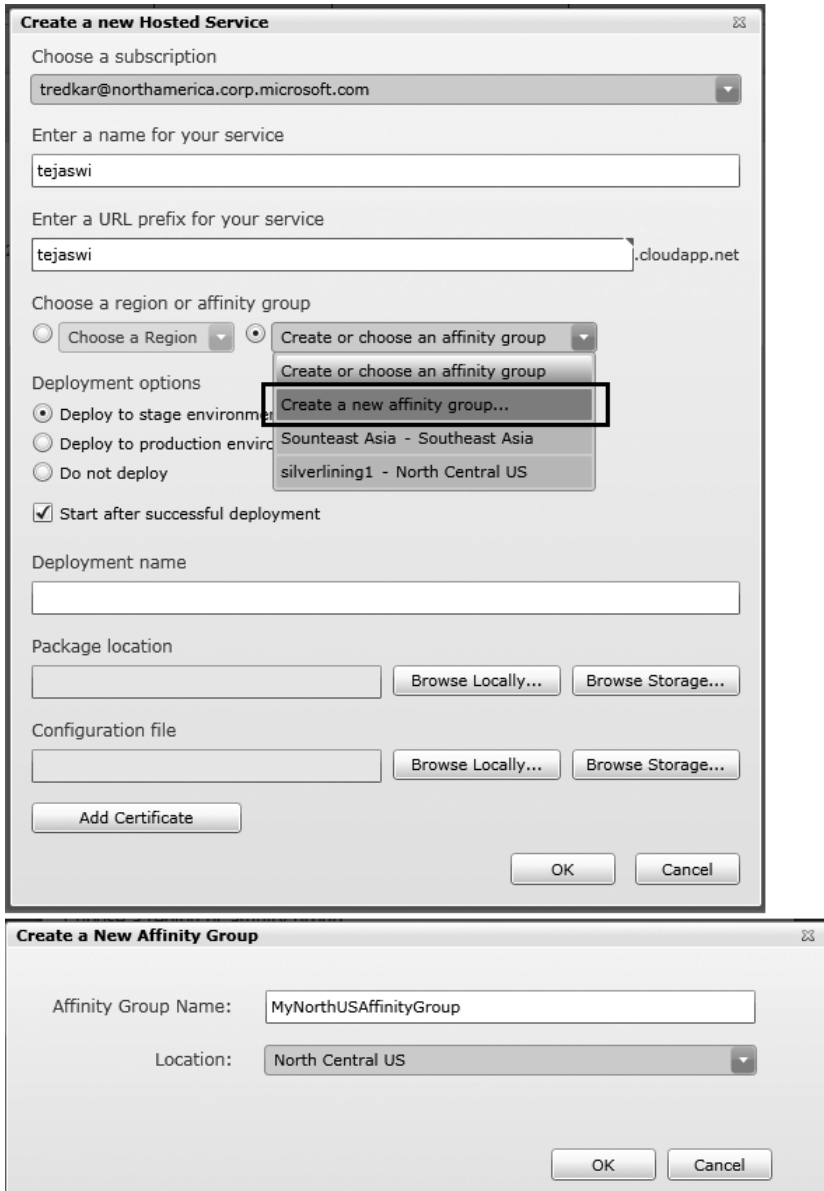 Create a new Hosted Service
Choose a subscription
tredkar@northamerica.corp.microsoft.com
Enter a name for your service
tejaswi
Enter a URL prefix for your service
tejaswi
.cloudapp.net
Choose a region or affinity group
Choose a Region
Create or choose an affinity group
Create or choose an affinity group
Create a new affinity group...
Sounteast Asia - Southeast Asia
silverlining1 - North Central US
Deployment options
Deploy to stage environme
Deploy to production enviro
Do not deploy
Start after successful deployment
Deployment name
Package location
Browse Locally...
Browse Storage...
Configuration file
Browse Locally...
Browse Storage...
Add Certificate
OK
Cancel
Create a New Affinity Group
Affinity Group Name:
MyNorthUSAffinityGroup
Location:
North Central US
OK
Cancel